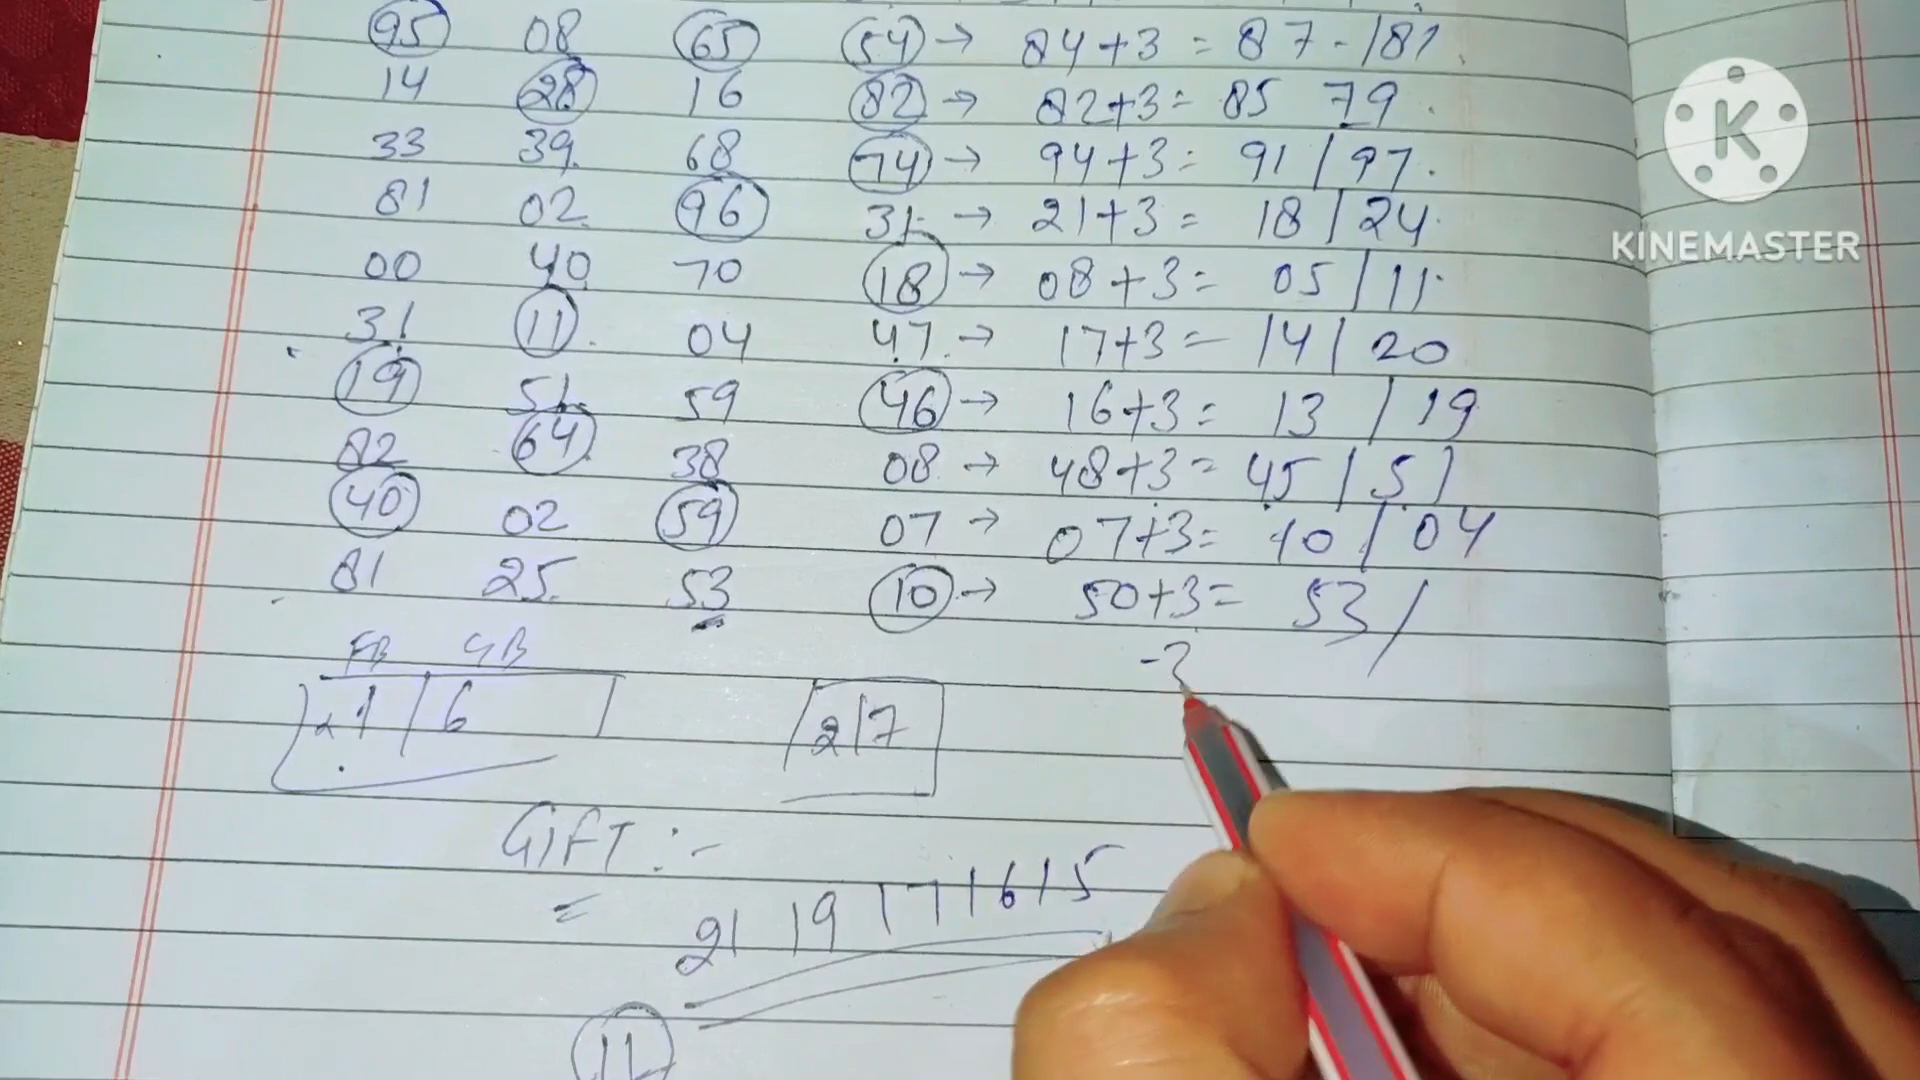 95 08 65 54 → 84+3 = 87-/81.
14 28 16 82 → 82+3= 85 79.
33 39. 68 74 → 94+3= 91/97.
81 02. 96 31- → 21+3= 18/24.
00 40. 70 18 → 08+3= 05/11.
31 11. 04 47. → 17+3= 14/20
19 51. 59 46 → 16+3= 13/19
82 64. 38 08 → 48+3= 45/51
40 02 59 07 → 07+3= 10/04
81 25. 53 10 → 50+3= 53/
FB GB
1/6 2/7
GIFT :-
= 21 19 17 16 15
11
K
KINEMASTER